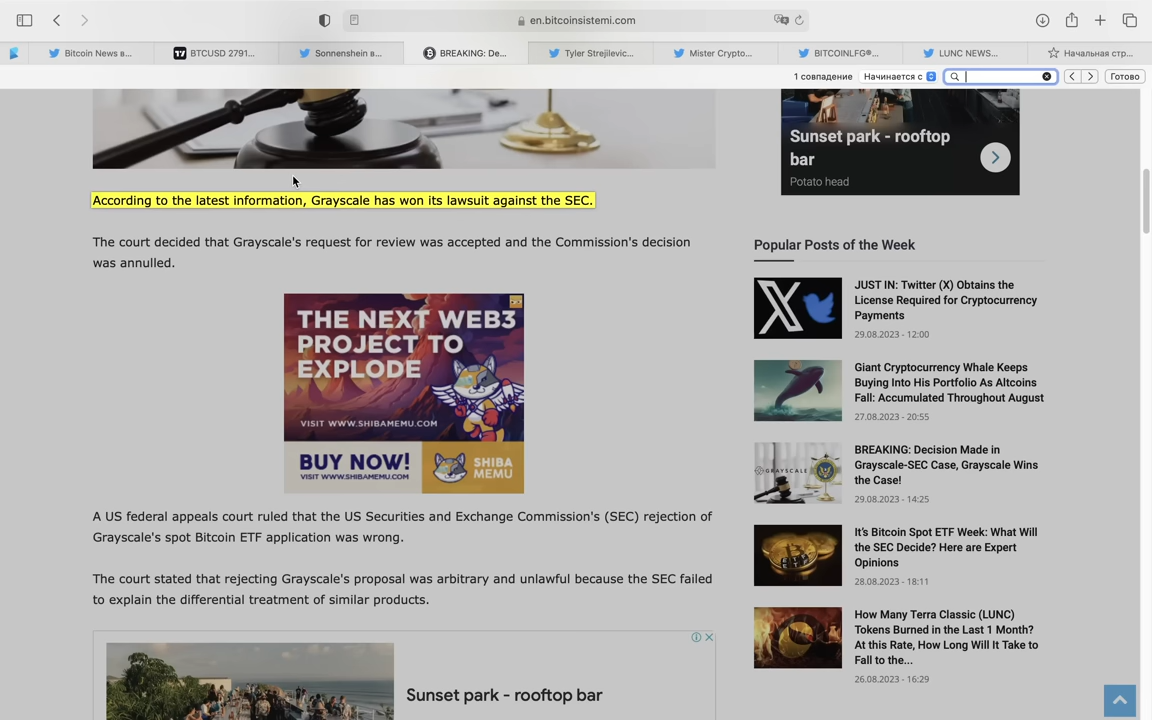 en.bitcoinsistemi.com
Bitcoin News в...
BTCUSD 2791...
Sonnenshein в...
BREAKING: De...
Tyler Strejilevic...
Mister Crypto...
BITCOINLFG®...
LUNC NEWS...
Начальная стр...
1 совпадение
Начинается с
Готово
Sunset park - rooftop
bar
Potato head
According to the latest information, Grayscale has won its lawsuit against the SEC.
The court decided that Grayscale's request for review was accepted and the Commission's decision
was annulled.
THE NEXT WEB3
PROJECT TO
EXPLODE
VISIT WWW.SHIBAMEMU.COM
BUY NOW!
VISIT WWW.SHIBAMEMU.COM
SHIBA
MEMU
A US federal appeals court ruled that the US Securities and Exchange Commission's (SEC) rejection of
Grayscale's spot Bitcoin ETF application was wrong.
The court stated that rejecting Grayscale's proposal was arbitrary and unlawful because the SEC failed
to explain the differential treatment of similar products.
Sunset park - rooftop bar
Popular Posts of the Week
JUST IN: Twitter (X) Obtains the
License Required for Cryptocurrency
Payments
29.08.2023 - 12:00
Giant Cryptocurrency Whale Keeps
Buying Into His Portfolio As Altcoins
Fall: Accumulated Throughout August
27.08.2023 - 20:55
GRAYSCALE
BREAKING: Decision Made in
Grayscale-SEC Case, Grayscale Wins
the Case!
29.08.2023 - 14:25
ETF
It's Bitcoin Spot ETF Week: What Will
the SEC Decide? Here are Expert
Opinions
28.08.2023 - 18:11
How Many Terra Classic (LUNC)
Tokens Burned in the Last 1 Month?
At this Rate, How Long Will It Take to
Fall to the...
26.08.2023 - 16:29